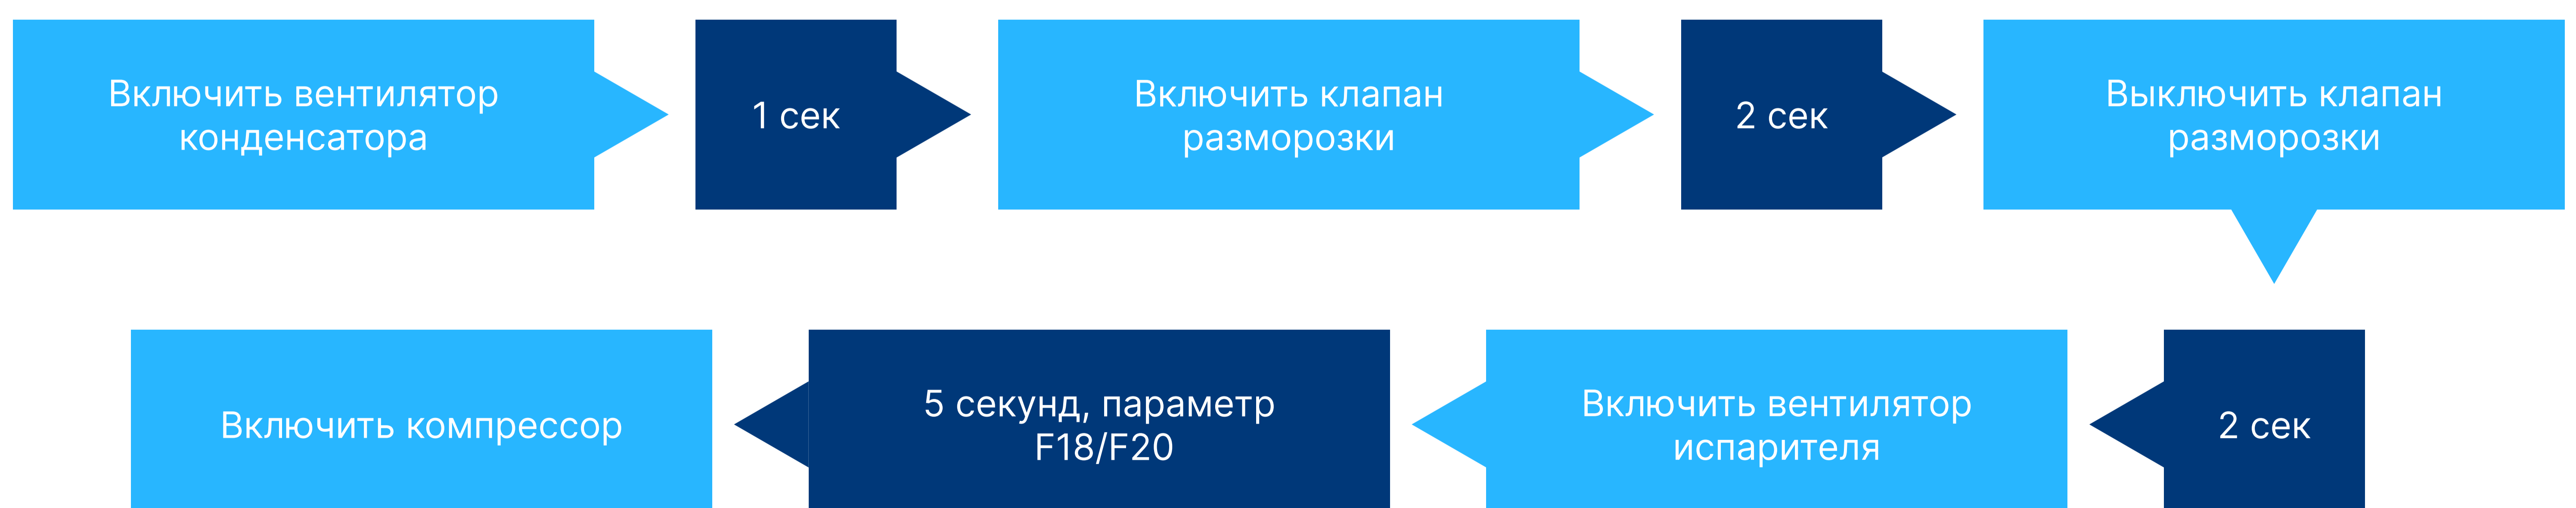 Включить вентилятор
конденсатора
1 сек
Включить клапан
разморозки
2 сек
Выключить клапан
разморозки
2 сек
Включить вентилятор
испарителя
5 секунд, параметр
F18/F20
Включить компрессор